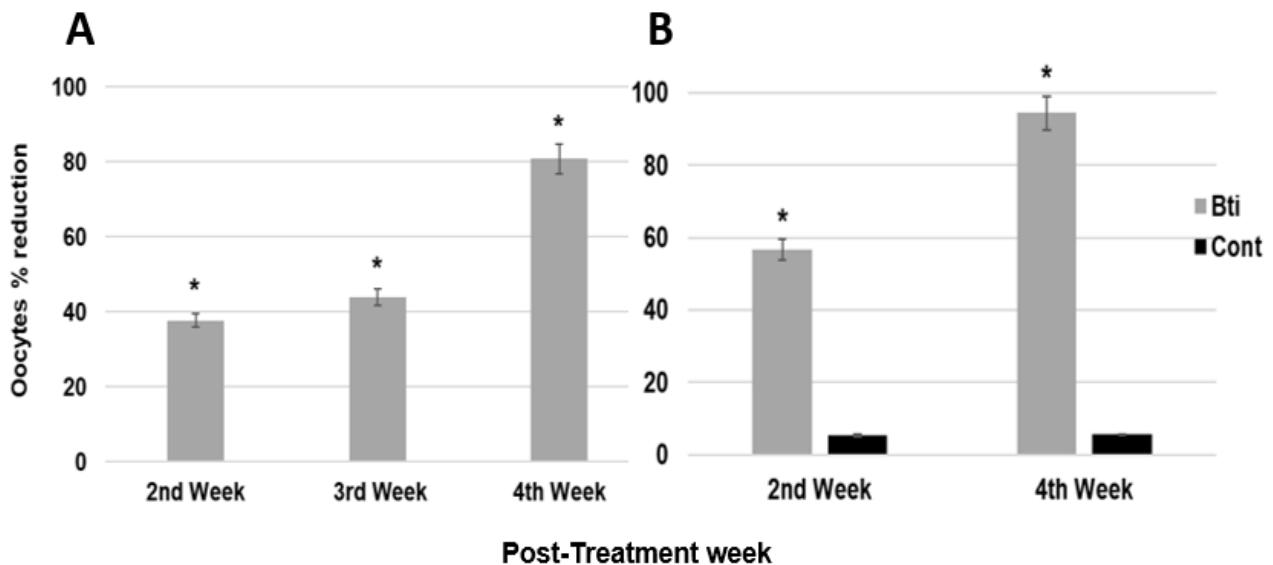 A
B
Oocytes % reduction
100
80
60
40
20
0
*
*
*
2nd Week
3rd Week
4th Week
100
80
60
40
20
0
*
*
2nd Week
4th Week
Bti
Cont
Post-Treatment week